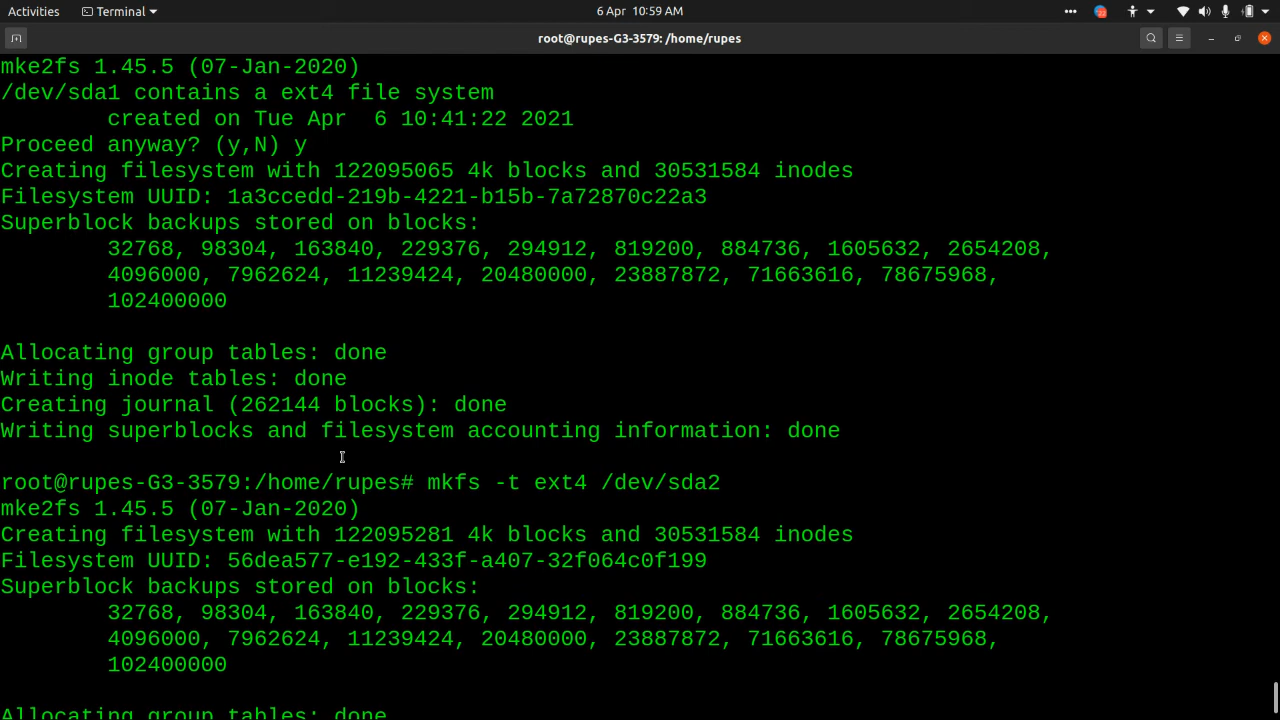 Activities
Terminal
6 Apr 10:59 AM
22
root@rupes-G3-3579: /home/rupes
mke2fs 1.45.5 (07-Jan-2020)
/dev/sda1 contains a ext4 file system
        created on Tue Apr  6 10:41:22 2021
Proceed anyway? (y,N) y
Creating filesystem with 122095065 4k blocks and 30531584 inodes
Filesystem UUID: 1a3ccedd-219b-4221-b15b-7a72870c22a3
Superblock backups stored on blocks:
        32768, 98304, 163840, 229376, 294912, 819200, 884736, 1605632, 2654208,
        4096000, 7962624, 11239424, 20480000, 23887872, 71663616, 78675968,
        102400000
Allocating group tables: done
Writing inode tables: done
Creating journal (262144 blocks): done
Writing superblocks and filesystem accounting information: done
root@rupes-G3-3579:/home/rupes# mkfs -t ext4 /dev/sda2
mke2fs 1.45.5 (07-Jan-2020)
Creating filesystem with 122095281 4k blocks and 30531584 inodes
Filesystem UUID: 56dea577-e192-433f-a407-32f064c0f199
Superblock backups stored on blocks:
        32768, 98304, 163840, 229376, 294912, 819200, 884736, 1605632, 2654208,
        4096000, 7962624, 11239424, 20480000, 23887872, 71663616, 78675968,
        102400000
Allocating group tables: done